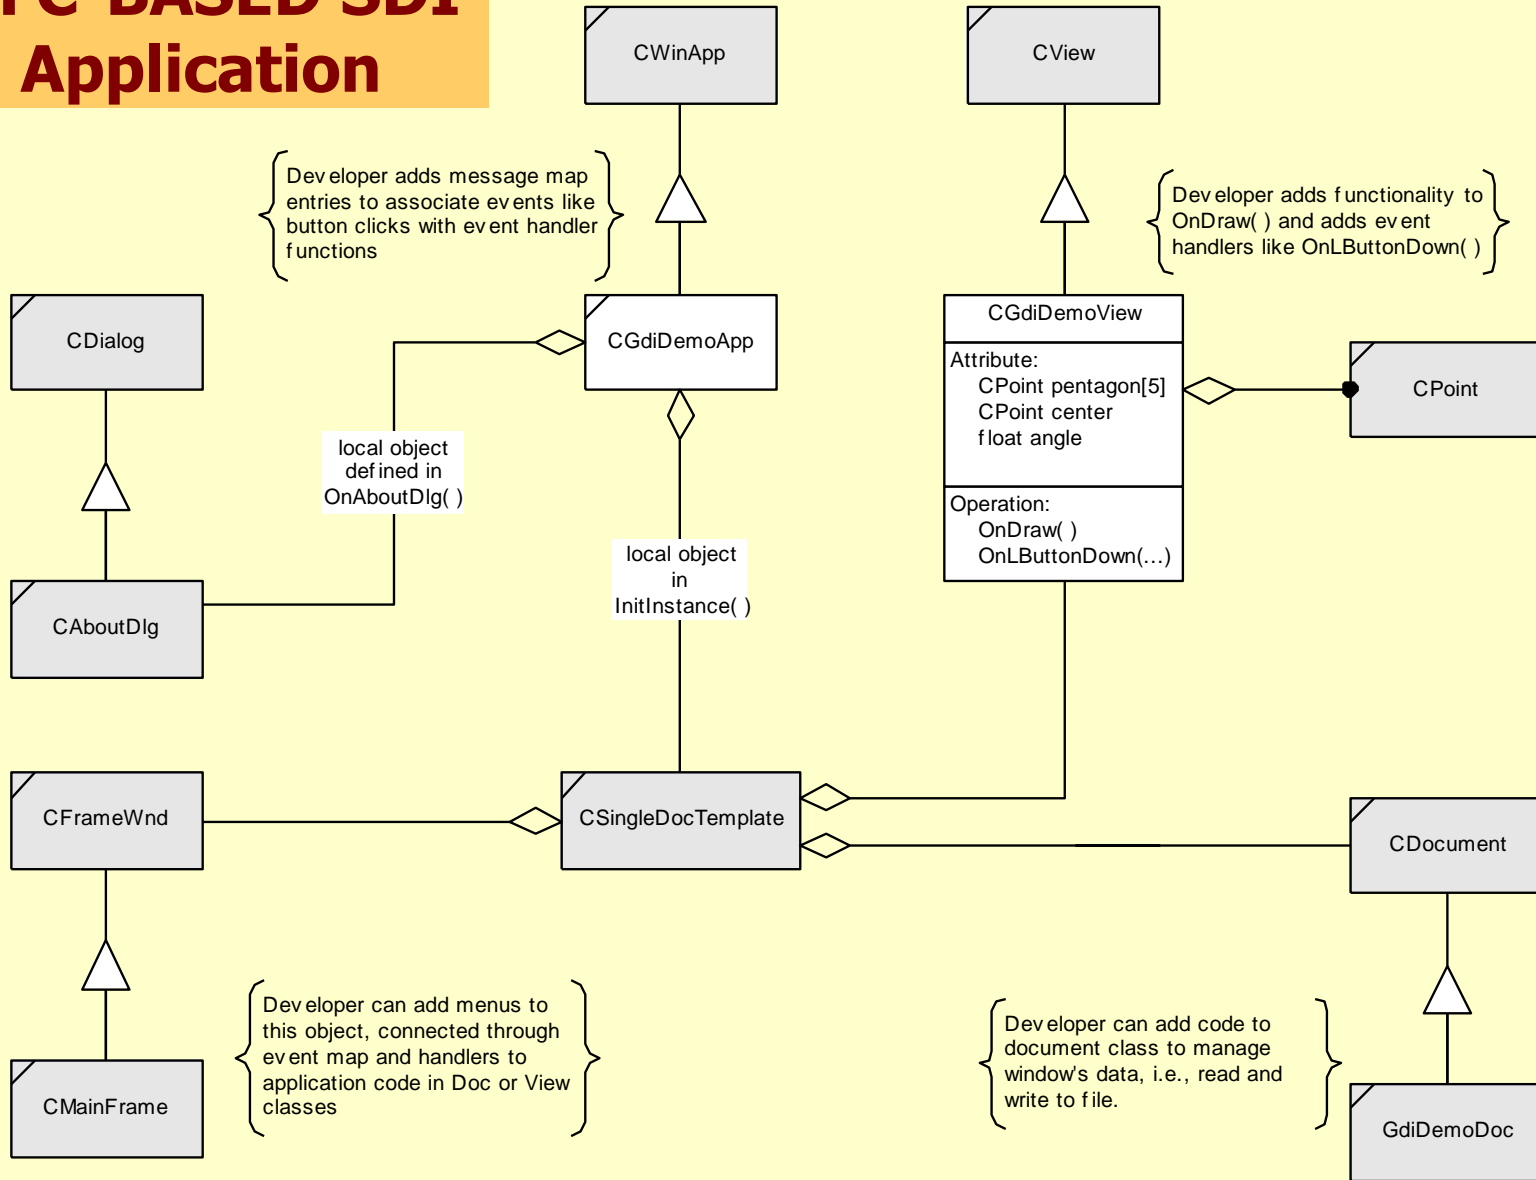 FC BASED SDI
Application
CWinApp
CView
Developer adds message map
entries to associate events like
button clicks with event handler
functions
Developer adds functionality to
OnDraw( ) and adds event
handlers like OnLButtonDown( )
CDialog
CGdiDemoApp
CGdiDemoView
Attribute:
CPoint pentagon[5]
CPoint center
float angle
CPoint
local object
defined in
OnAboutDlg( )
Operation:
OnDraw( )
OnLButtonDown(...)
local object
in
InitInstance( )
CAboutDlg
CFrameWnd
CSingleDocTemplate
CDocument
Developer can add menus to
this object, connected through
event map and handlers to
application code in Doc or View
classes
Developer can add code to
document class to manage
window's data, i.e., read and
write to file.
CMainFrame
GdiDemoDoc